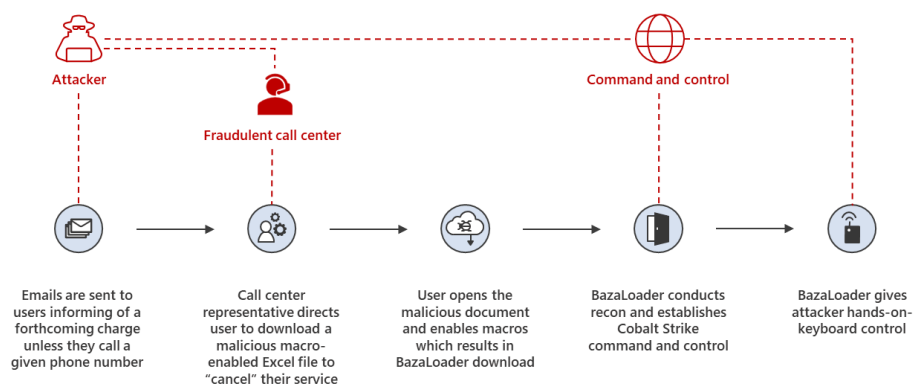 Attacker
Command and control
Fraudulent call center
Emails are sent to
users informing of a
forthcoming charge
unless they call a
given phone number
Call center
representative directs
user to download a
malicious macro-
enabled Excel file to
“cancel” their service
User opens the
malicious document
and enables macros
which results in
BazaLoader download
BazaLoader conducts
recon and establishes
Cobalt Strike
command and control
BazaLoader gives
attacker hands-on-
keyboard control